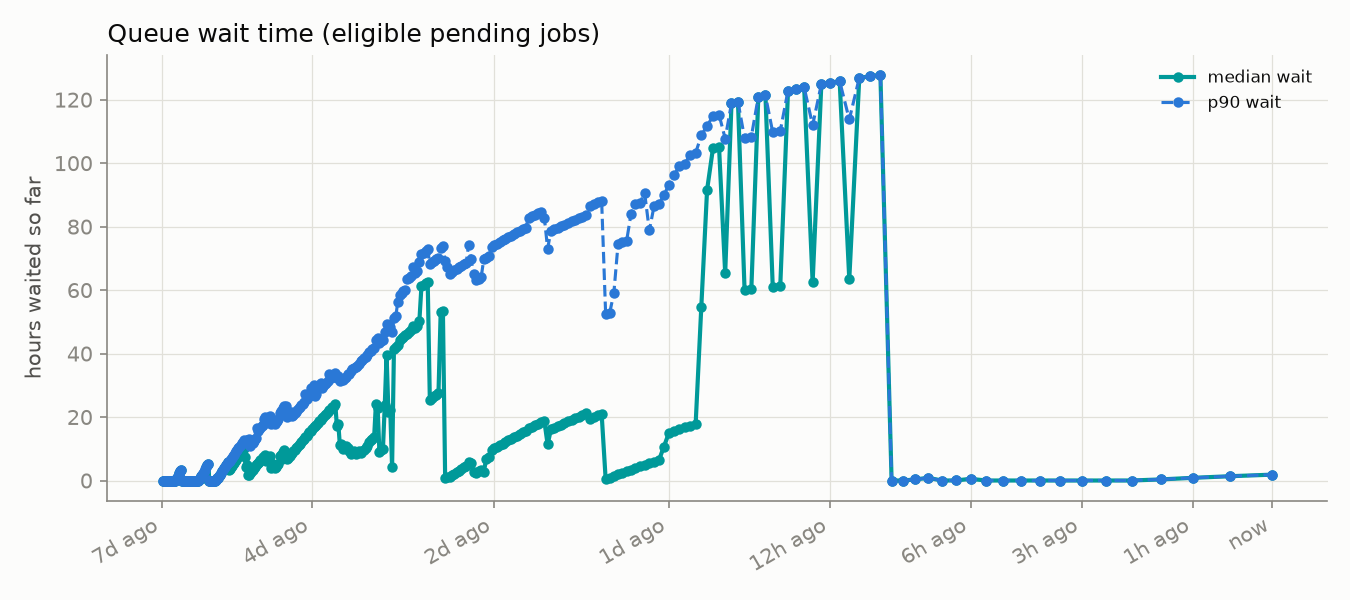 Queue wait time (eligible pending jobs)
median wait
p90 wait
hours waited so far
120
100
80
60
40
20
0
7d ago
4d ago
2d ago
1d ago
12h ago
6h ago
3h ago
1h ago
now